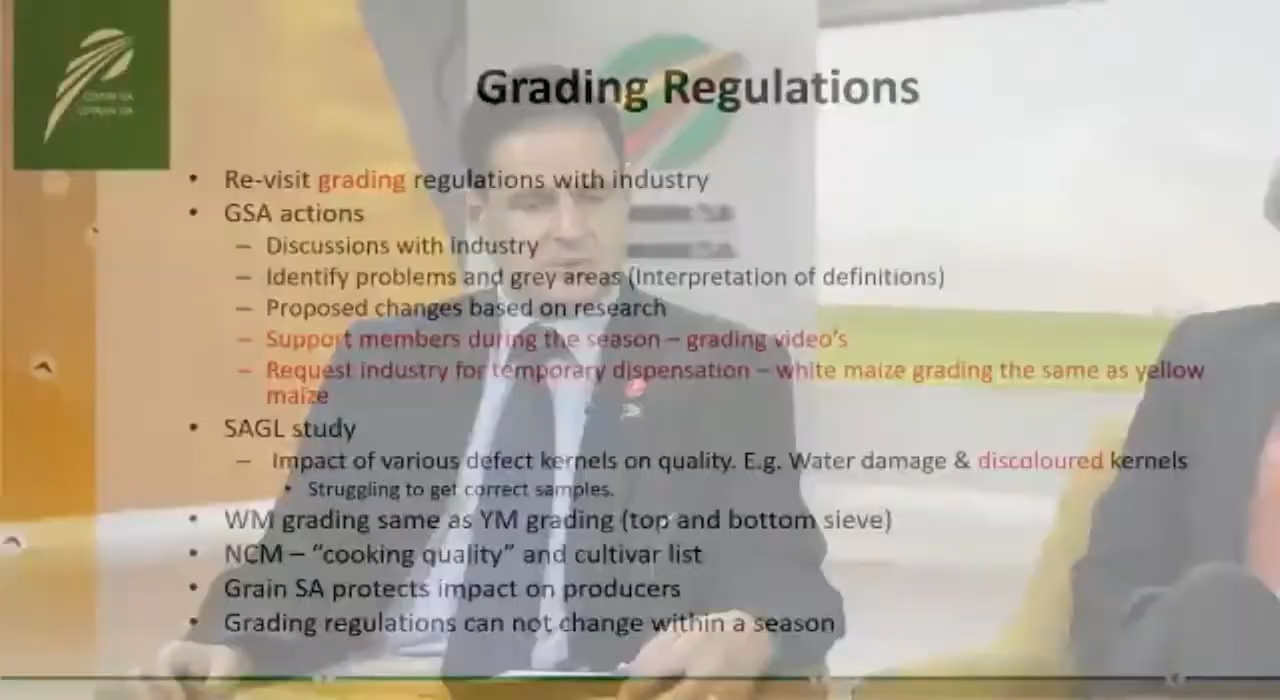 Grading Regulations
• Re-visit grading regulations with industry
• GSA actions
– Discussions with industry
– Identify problems and grey areas (Interpretation of definitions)
– Proposed changes based on research
– Support members during the season – grading video's
– Request industry for temporary dispensation – white maize grading the same as yellow
maize
• SAGL study
– Impact of various defect kernels on quality. E.g. Water damage & discoloured kernels
• Struggling to get correct samples.
• WM grading same as YM grading (top and bottom sieve)
• NCM – "cooking quality" and cultivar list
• Grain SA protects impact on producers
• Grading regulations can not change within a season